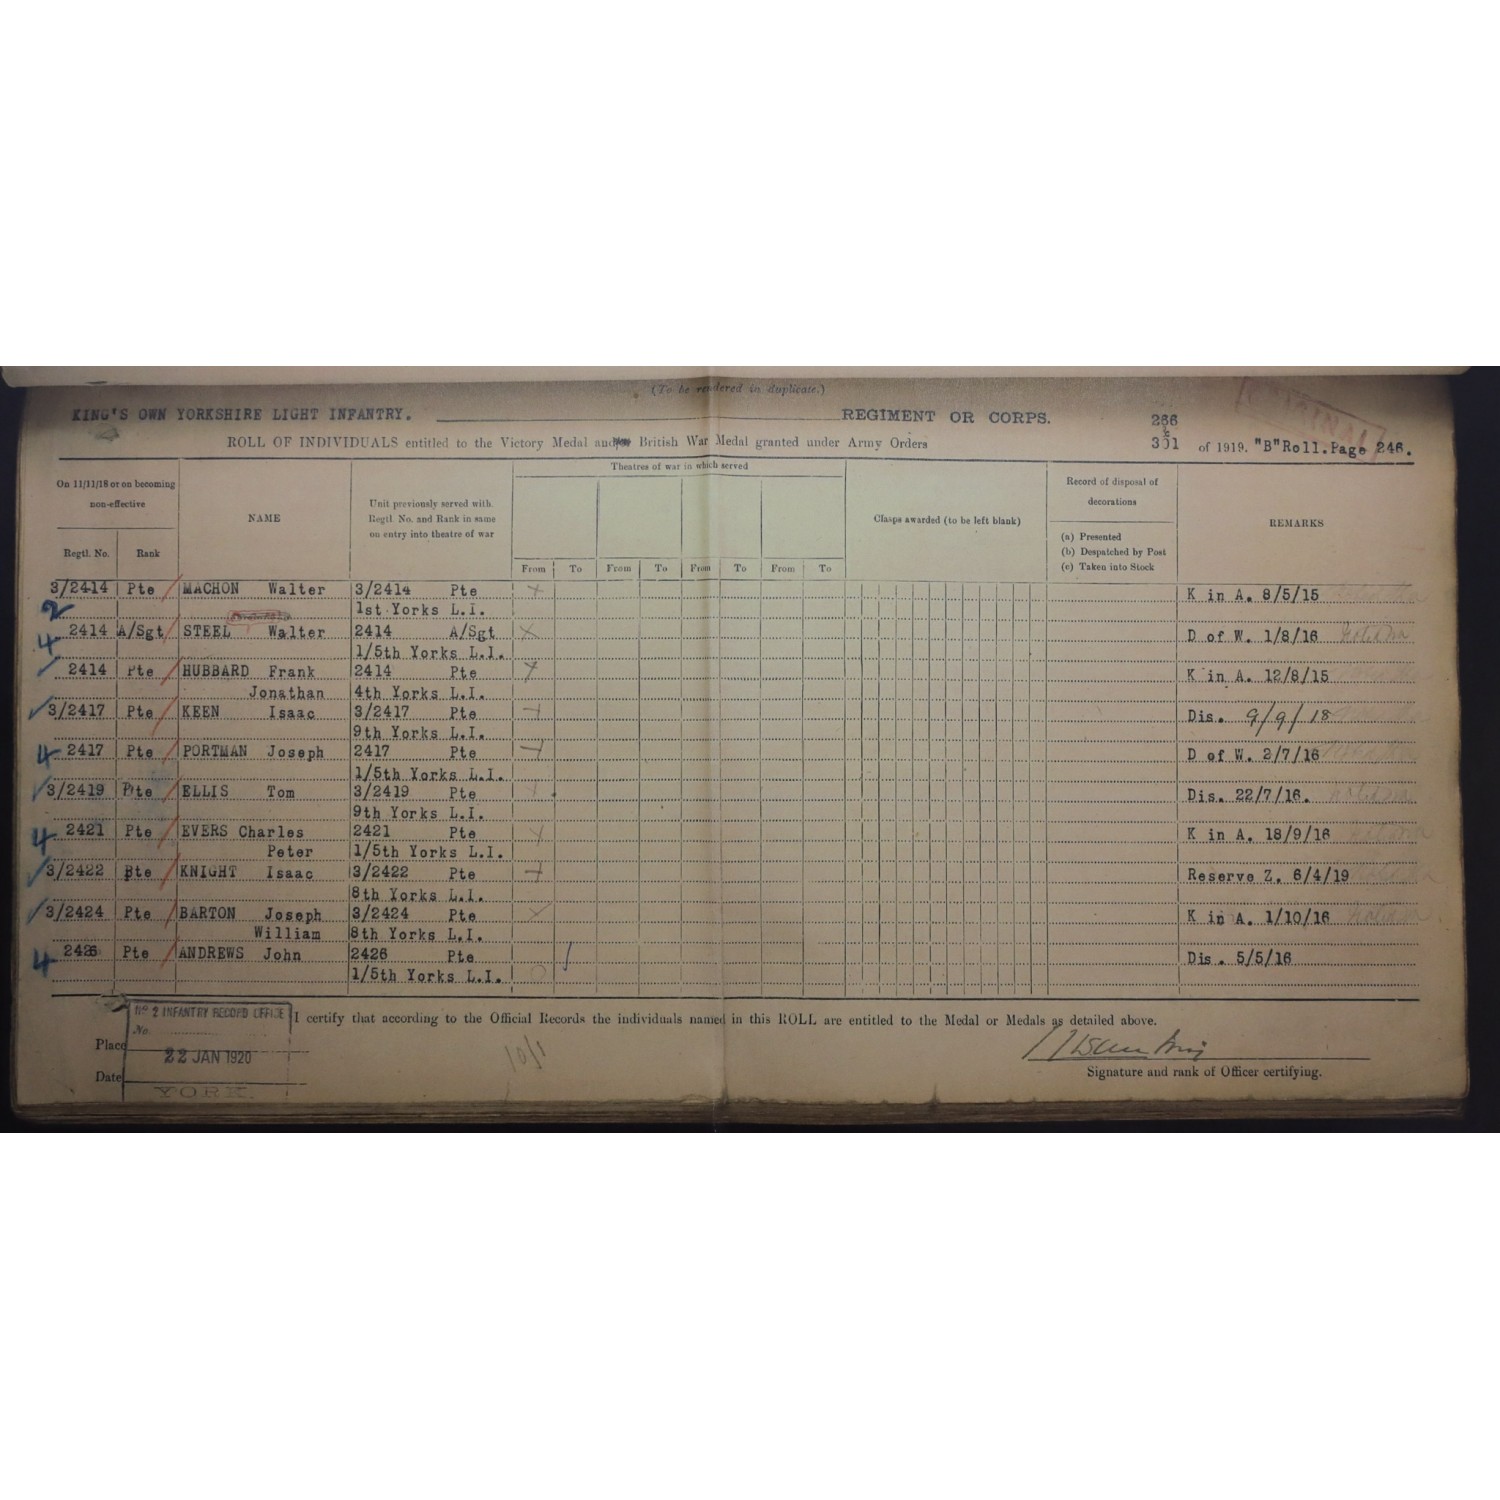 (To be rendered in duplicate.)
KING'S OWN YORKSHIRE LIGHT INFANTRY. REGIMENT OR CORPS. 266
ROLL OF INDIVIDUALS entitled to the Victory Medal and/or British War Medal granted under Army Orders & 301 of 1919. "B" Roll. Page 246.
ORIGINAL
Theatres of war in which served
On 11/11/18 or on becoming non-effective
Regtl. No. Rank
NAME
Unit previously served with.
Regtl. No. and Rank in same
on entry into theatre of war
From To From To From To From To
Clasps awarded (to be left blank)
Record of disposal of
decorations
(a) Presented
(b) Despatched by Post
(c) Taken into Stock
REMARKS
3/2414 Pte MACHON Walter 3/2414 Pte K in A. 8/5/15
2 1st Yorks L.I.
4 2414 A/Sgt STEEL Walter 2414 A/Sgt D of W. 1/8/16
1/5th Yorks L.I.
2414 Pte HUBBARD Frank 2414 Pte K in A. 12/8/15
Jonathan 4th Yorks L.I.
3/2417 Pte KEEN Isaac 3/2417 Pte Dis. 9/9/18
9th Yorks L.I.
4 2417 Pte PORTMAN Joseph 2417 Pte D of W. 2/7/16
1/5th Yorks L.I.
3/2419 Pte ELLIS Tom 3/2419 Pte Dis. 22/7/16.
9th Yorks L.I.
4 2421 Pte EVERS Charles 2421 Pte K in A. 18/9/16
Peter 1/5th Yorks L.I.
3/2422 Pte KNIGHT Isaac 3/2422 Pte Reserve Z. 6/4/19
8th Yorks L.I.
3/2424 Pte BARTON Joseph 3/2424 Pte K in A. 1/10/16
William 8th Yorks L.I.
4 2426 Pte ANDREWS John 2426 Pte Dis. 5/5/16
1/5th Yorks L.I.
No 2 INFANTRY RECORD OFFICE
No.
I certify that according to the Official Records the individuals named in this ROLL are entitled to the Medal or Medals as detailed above.
Place
22 JAN 1920
Date
YORK.
10/1
Signature and rank of Officer certifying.